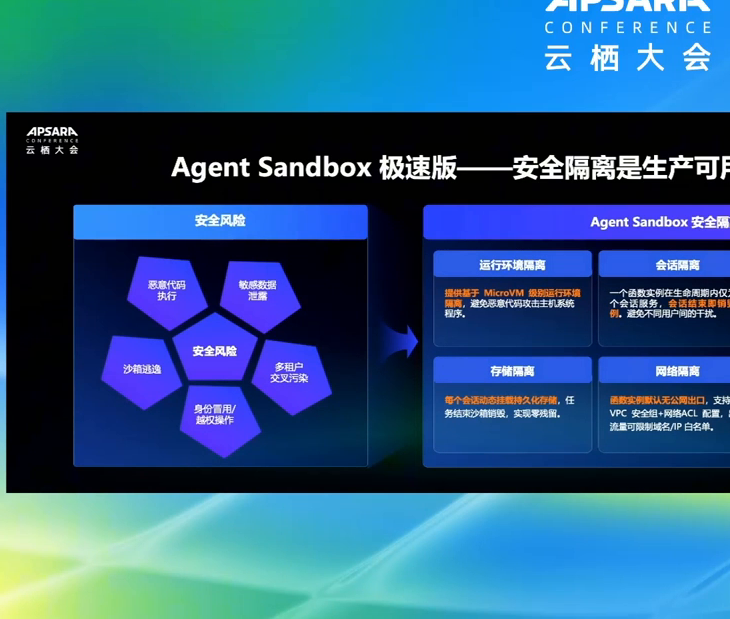 APSARA
CONFERENCE
云栖大会
APSARA
CONFERENCE
云栖大会
Agent Sandbox 极速版——安全隔离是生产可用
安全风险
恶意代码
执行
敏感数据
泄露
安全风险
沙箱逃逸
多租户
交叉污染
身份冒用/
越权操作
Agent Sandbox 安全隔
运行环境隔离
提供基于 MicroVM 级别运行环境
隔离，避免恶意代码攻击主机系统
程序。
会话隔离
一个函数实例在生命周期内仅
个会话服务，会话结束即销
例。避免不同用户间的干扰。
存储隔离
每个会话动态挂载持久化存储，任
务结束沙箱销毁，实现零残留。
网络隔离
函数实例默认无公网出口，支持
VPC 安全组+网络ACL 配置，
流量可限制域名/IP 白名单。